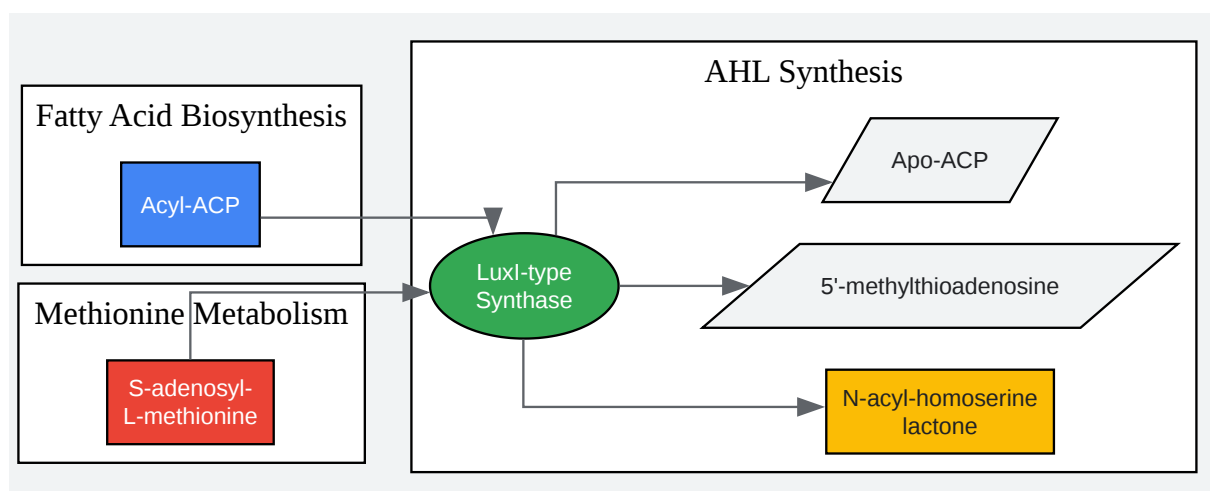 AHL Synthesis
Fatty Acid Biosynthesis
Acyl-ACP
Apo-ACP
LuxI-type
Synthase
5'-methylthioadenosine
Methionine Metabolism
S-adenosyl-
L-methionine
N-acyl-homoserine
lactone